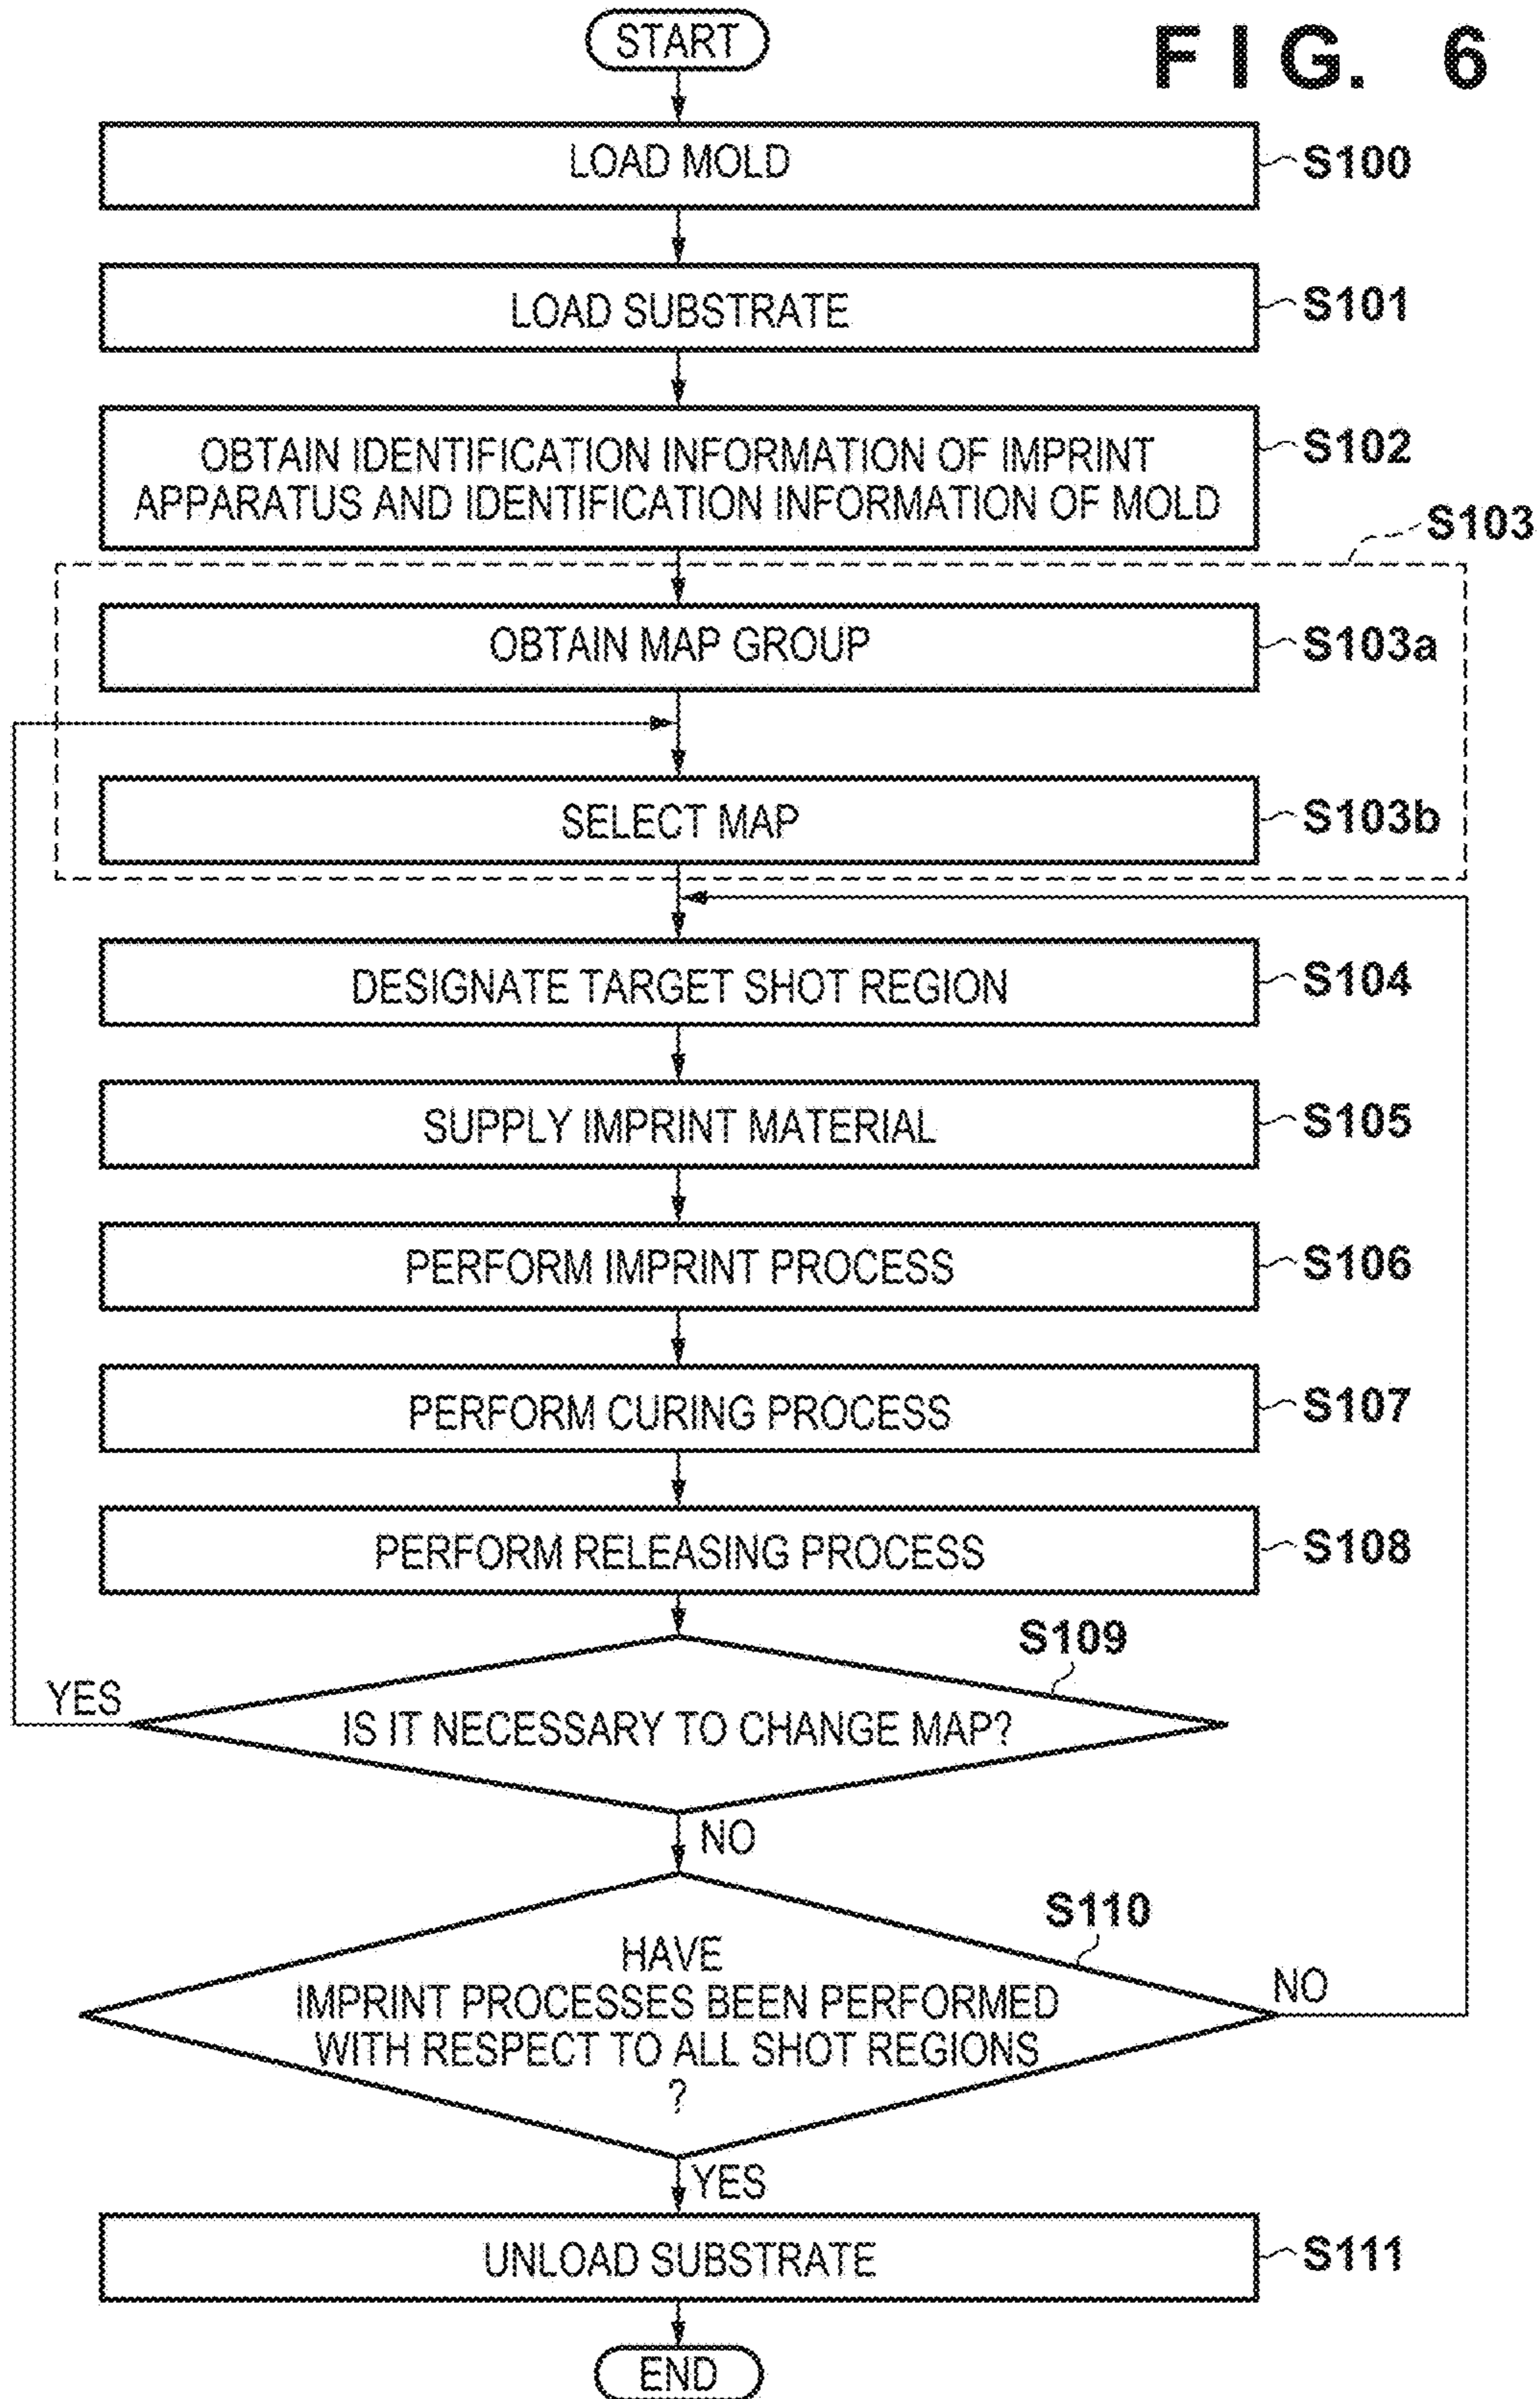 FIG. 6
START
LOAD MOLD
S100
LOAD SUBSTRATE
S101
OBTAIN IDENTIFICATION INFORMATION OF IMPRINT
APPARATUS AND IDENTIFICATION INFORMATION OF MOLD
S102
S103
OBTAIN MAP GROUP
S103a
SELECT MAP
S103b
DESIGNATE TARGET SHOT REGION
S104
SUPPLY IMPRINT MATERIAL
S105
PERFORM IMPRINT PROCESS
S106
PERFORM CURING PROCESS
S107
PERFORM RELEASING PROCESS
S108
S109
YES
IS IT NECESSARY TO CHANGE MAP?
NO
S110
HAVE
IMPRINT PROCESSES BEEN PERFORMED
WITH RESPECT TO ALL SHOT REGIONS
?
NO
YES
UNLOAD SUBSTRATE
S111
END